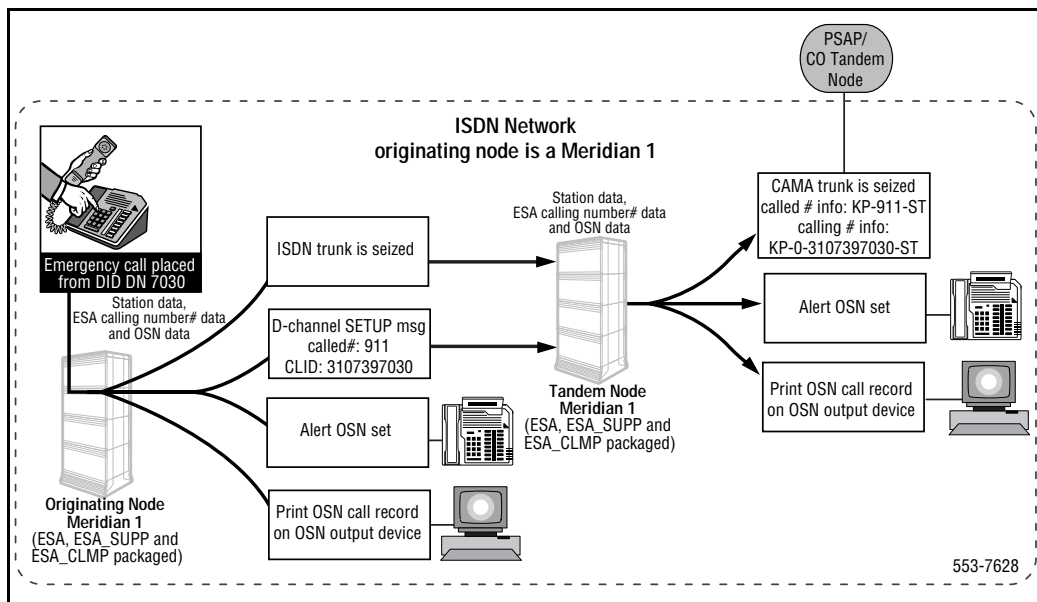 PSAP/
CO Tandem
Node
ISDN Network
originating node is a Meridian 1
Emergency call placed
from DID DN 7030
Station data,
ESA calling number# data
and OSN data
Originating Node
Meridian 1
(ESA, ESA_SUPP and
ESA_CLMP packaged)
ISDN trunk is seized
D-channel SETUP msg
called#: 911
CLID: 3107397030
Alert OSN set
Print OSN call record
on OSN output device
Station data,
ESA calling number# data
and OSN data
Tandem Node
Meridian 1
(ESA, ESA_SUPP and
ESA_CLMP packaged)
CAMA trunk is seized
called # info: KP-911-ST
calling # info:
KP-0-3107397030-ST
Alert OSN set
Print OSN call record
on OSN output device
553-7628